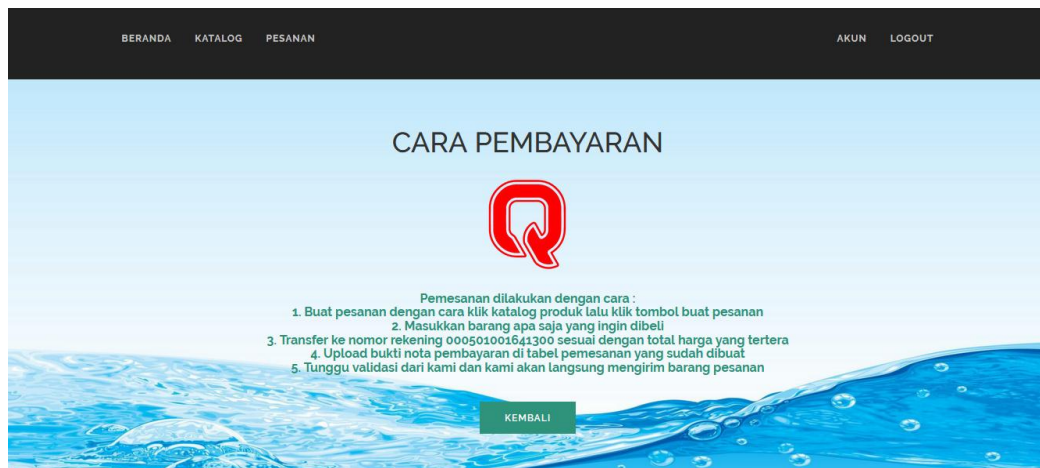 BERANDA KATALOG PESANAN AKUN LOGOUT
CARA PEMBAYARAN
Q
Pemesanan dilakukan dengan cara :
1. Buat pesanan dengan cara klik katalog produk lalu klik tombol buat pesanan
2. Masukkan barang apa saja yang ingin dibeli
3. Transfer ke nomor rekening 000501001641300 sesuai dengan total harga yang tertera
4. Upload bukti nota pembayaran di tabel pemesanan yang sudah dibuat
5. Tunggu validasi dari kami dan kami akan langsung mengirim barang pesanan
KEMBALI